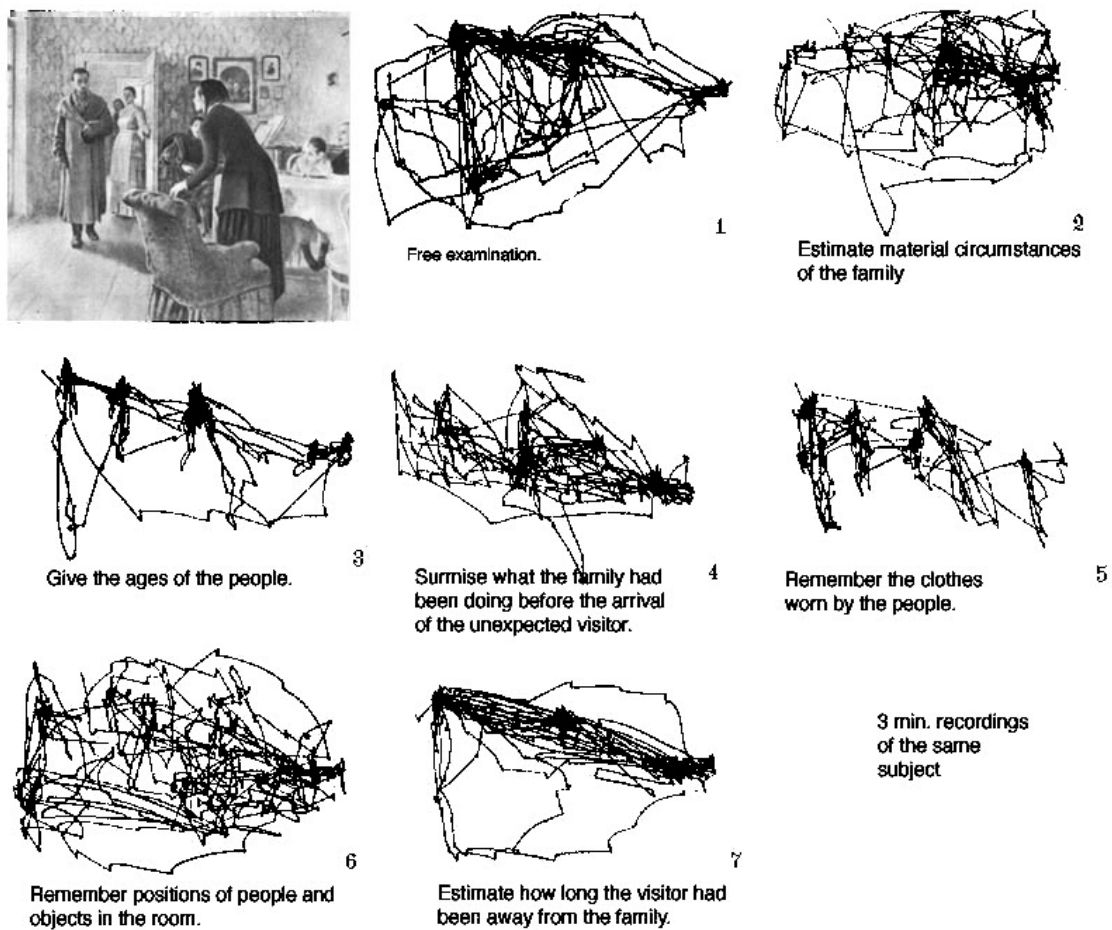 1
Free examination.
2
Estimate material circumstances
of the family
3
Give the ages of the people.
4
Surmise what the family had
been doing before the arrival
of the unexpected visitor.
5
Remember the clothes
worn by the people.
6
Remember positions of people and
objects in the room.
7
Estimate how long the visitor had
been away from the family.
3 min. recordings
of the same
subject